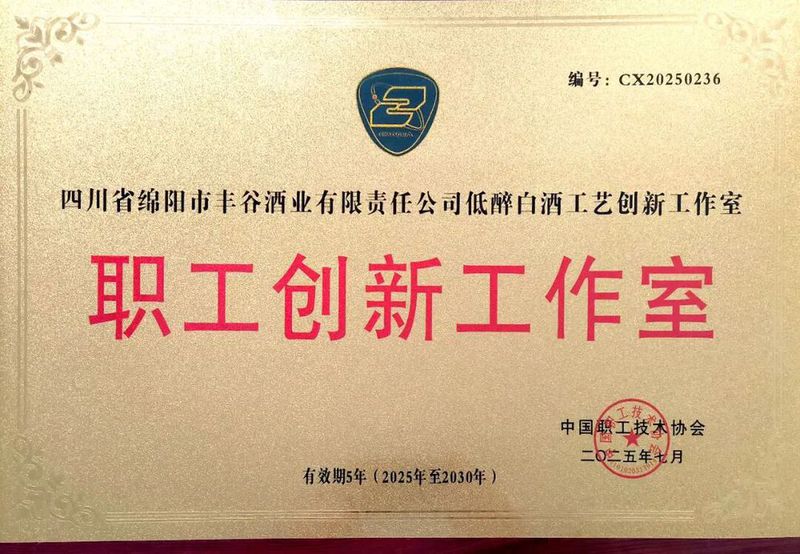 编号：CX20250236
四川省绵阳市丰谷酒业有限责任公司低醉白酒工艺创新工作室
职工创新工作室
中国职工技术协会
二〇二五年七月
有效期5年（2025年至2030年）